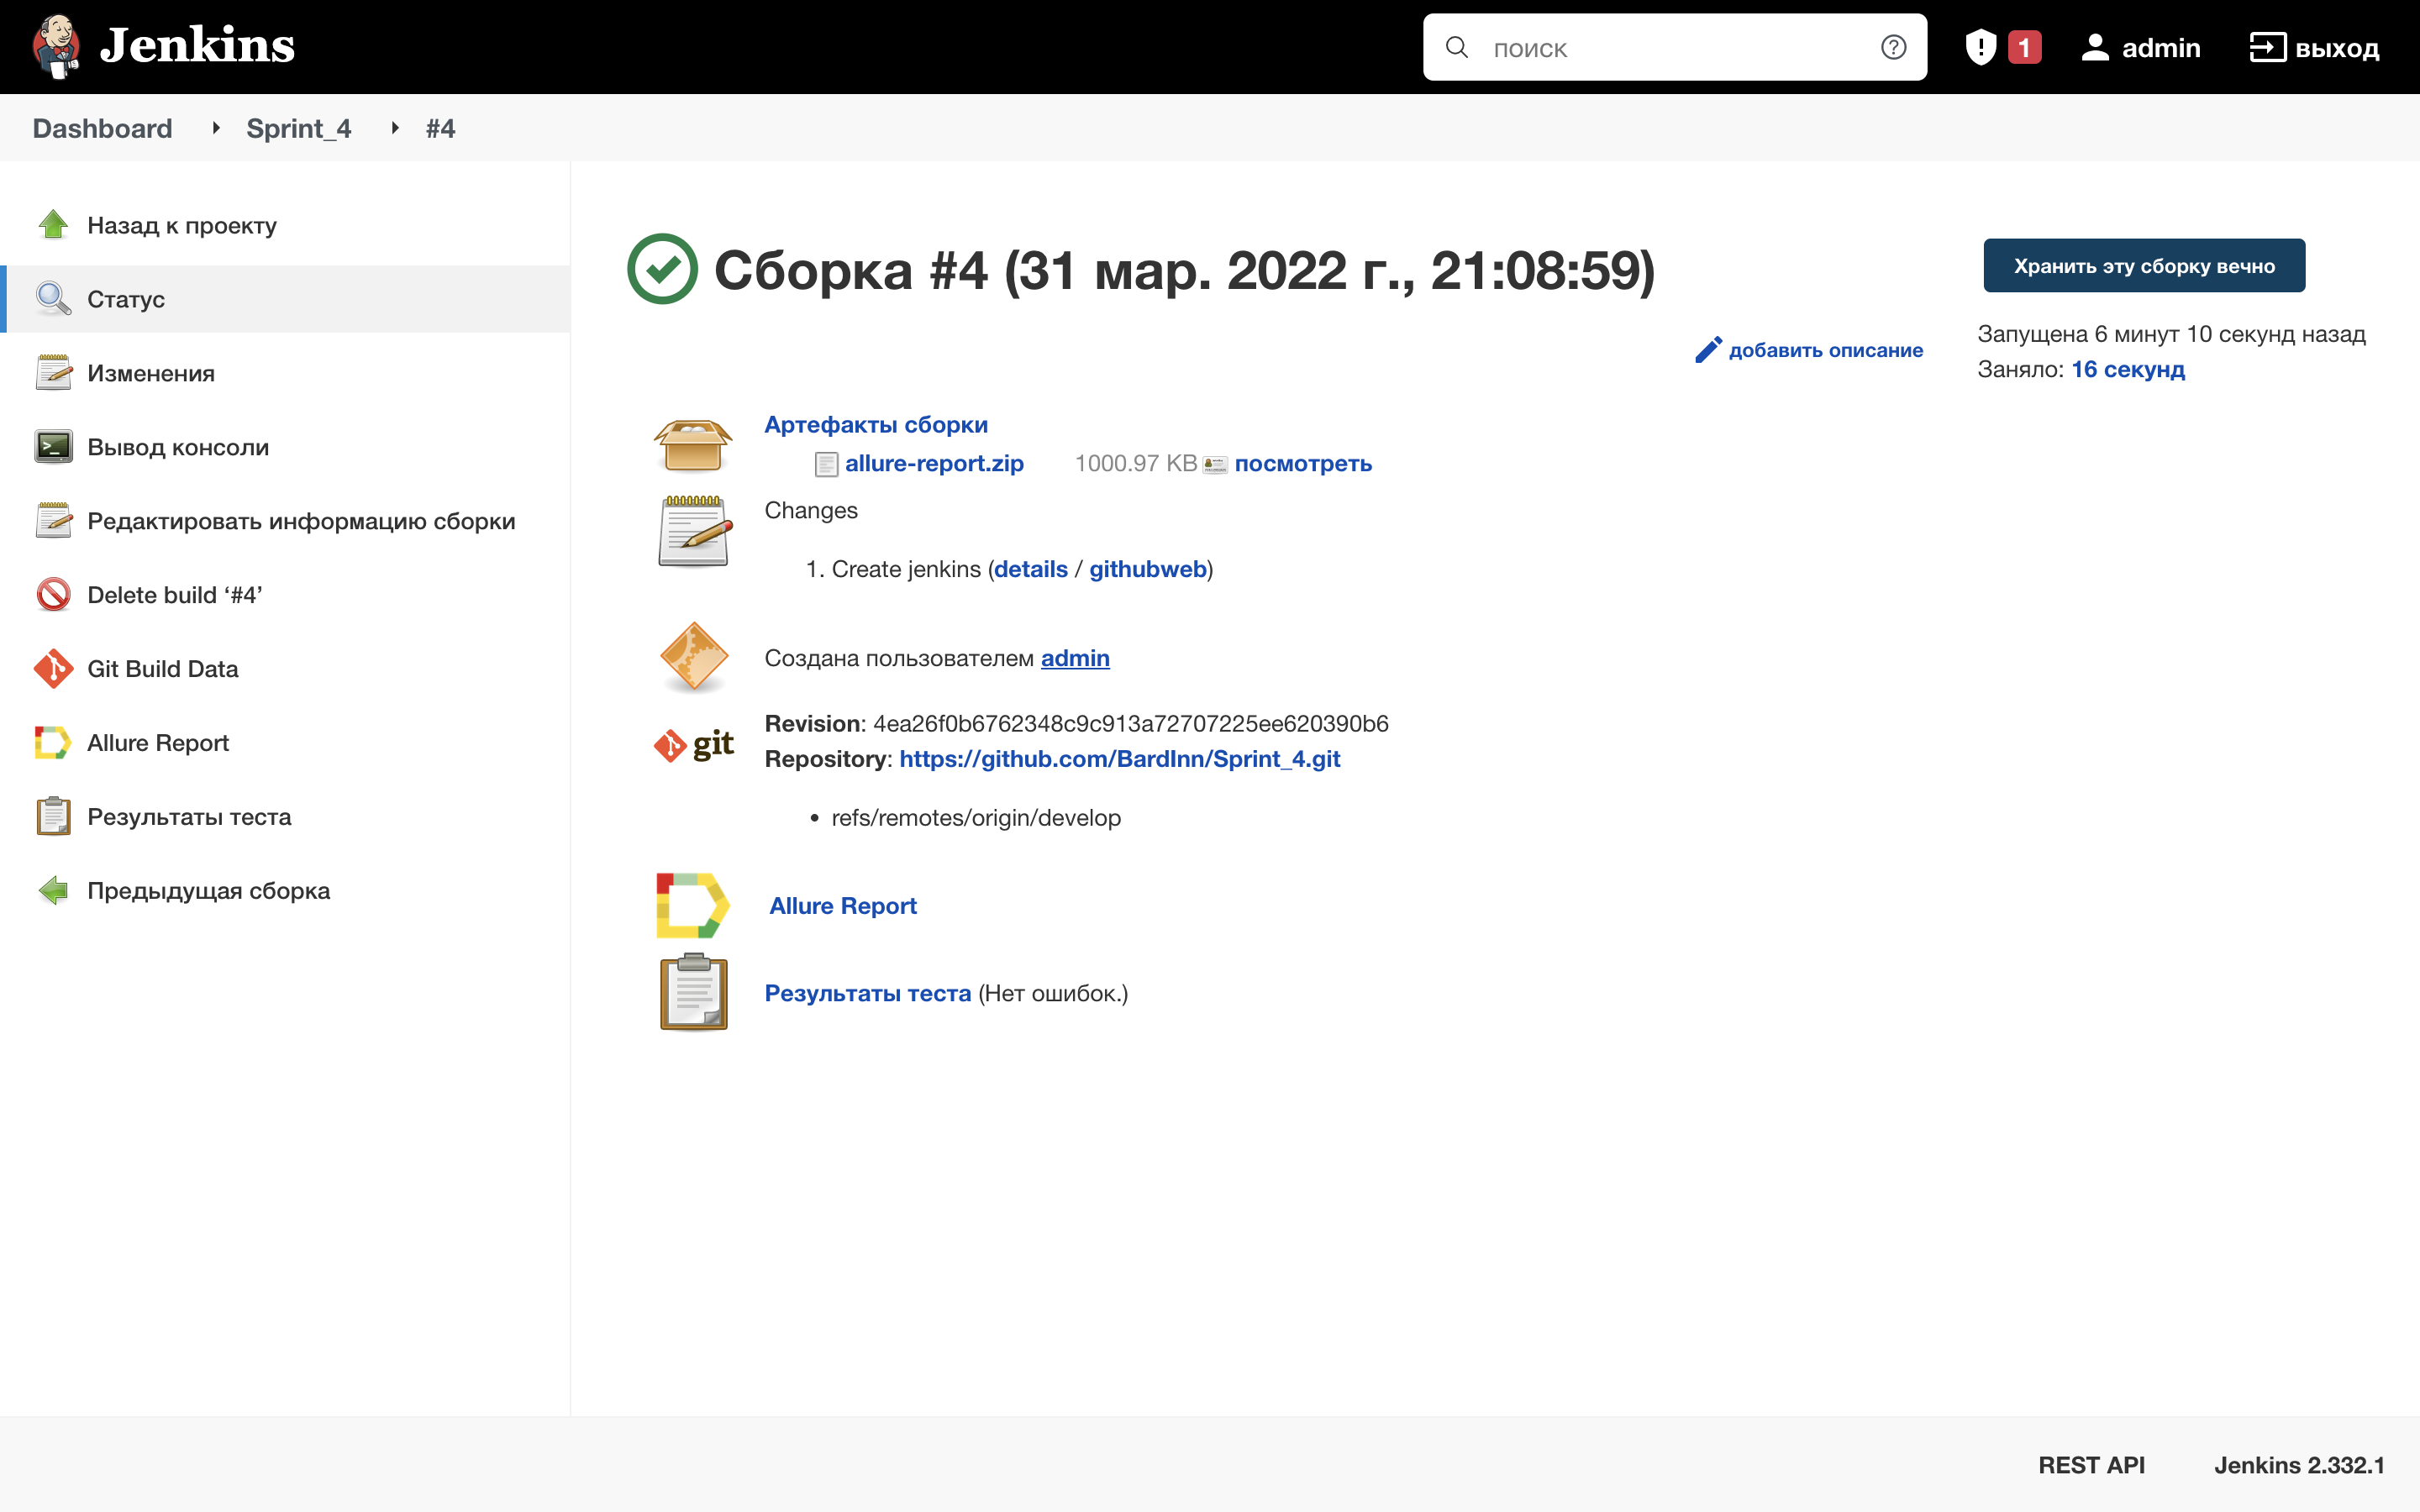 Jenkins
поиск
1
admin
выход
Dashboard
Sprint_4
#4
Назад к проекту
Статус
Изменения
Вывод консоли
Редактировать информацию сборки
Delete build ‘#4’
Git Build Data
Allure Report
Результаты теста
Предыдущая сборка
Сборка #4 (31 мар. 2022 г., 21:08:59)
Хранить эту сборку вечно
добавить описание
Запущена 6 минут 10 секунд назад
Заняло: 16 секунд
Артефакты сборки
allure-report.zip 1000.97 KB посмотреть
Changes
1. Create jenkins (details / githubweb)
Создана пользователем admin
git
Revision: 4ea26f0b6762348c9c913a72707225ee620390b6
Repository: https://github.com/BardInn/Sprint_4.git
• refs/remotes/origin/develop
Allure Report
Результаты теста (Нет ошибок.)
REST API
Jenkins 2.332.1